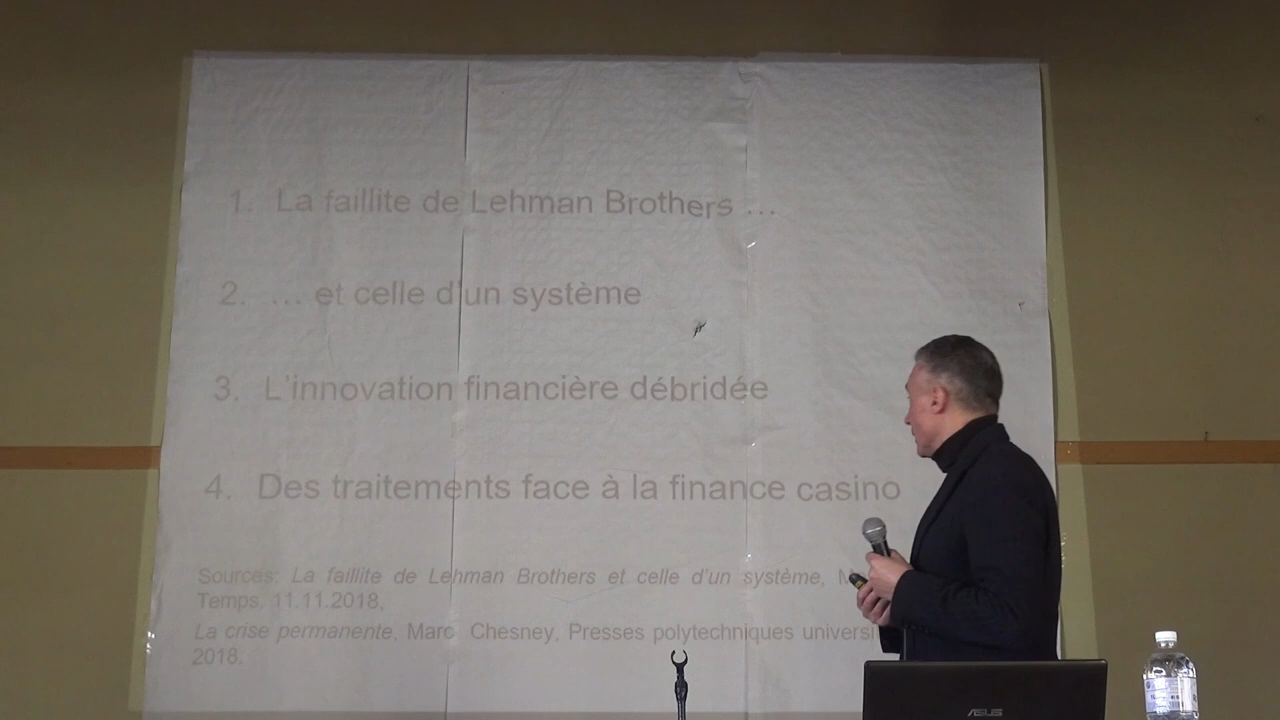 1. La faillite de Lehman Brothers ...
2. ... et celle d'un système
3. L'innovation financière débridée
4. Des traitements face à la finance casino
Sources: La faillite de Lehman Brothers et celle d'un système,
Temps, 11.11.2018,
La crise permanente, Marc Chesney, Presses polytechniques
2018.
ASUS